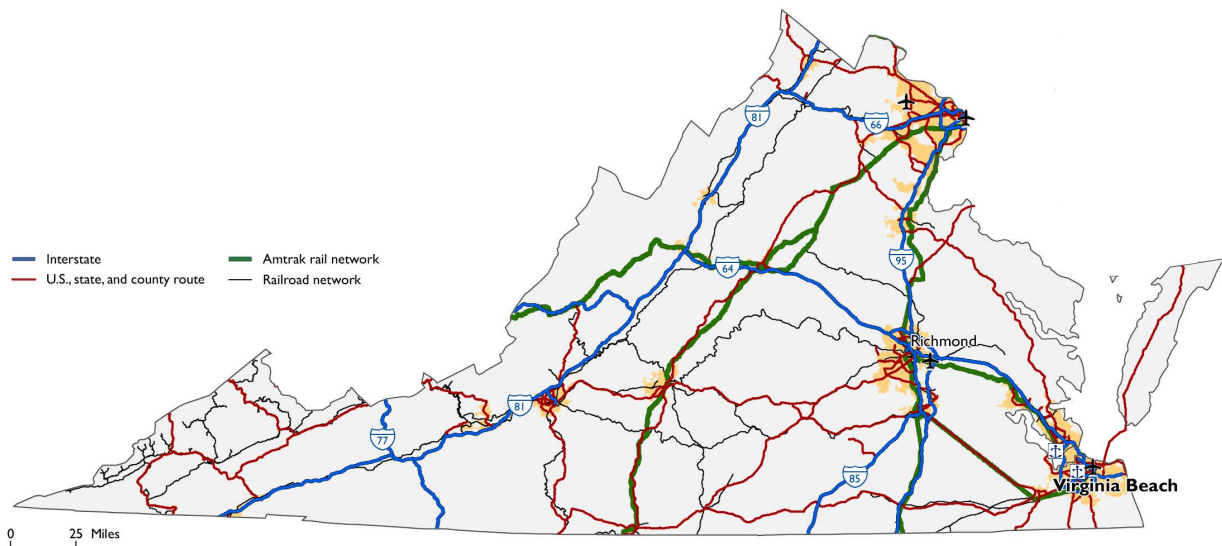 81
66
Interstate
Amtrak rail network
U.S., state, and county route
Railroad network
64
95
Richmond
81
77
85
Virginia Beach
0 25 Miles